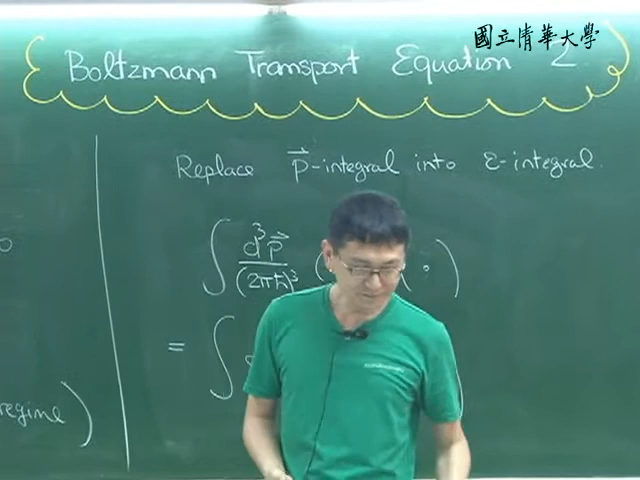 國立清華大學
Boltzmann Transport Equation 2
Replace p⃗-integral into ε-integral.
∫ d³p⃗/(2πħ)³ ( )
= ∫
regime )